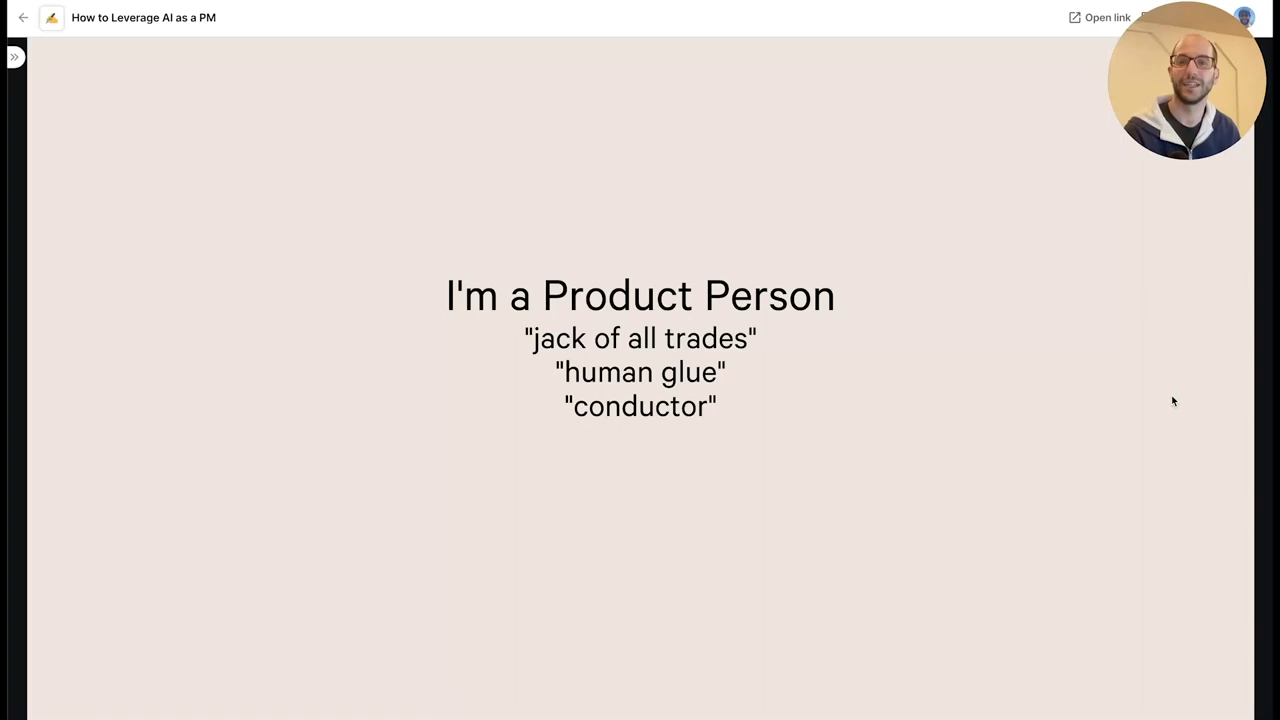 How to Leverage AI as a PM
Open link
I'm a Product Person
"jack of all trades"
"human glue"
"conductor"